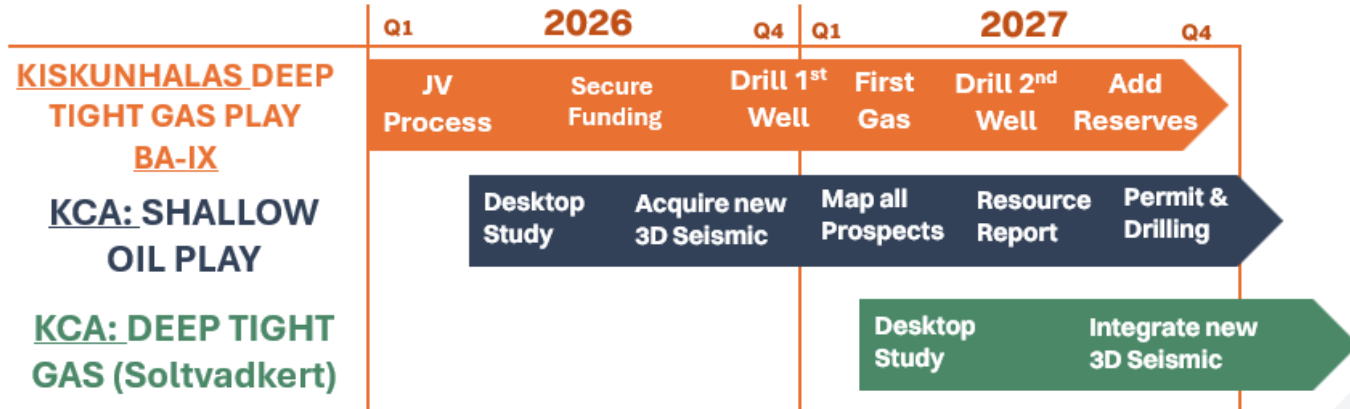 Q1 2026 Q4 Q1 2027 Q4
KISKUNHALAS DEEP
TIGHT GAS PLAY
BA-IX
JV
Process
Secure
Funding
Drill 1st
Well
First
Gas
Drill 2nd
Well
Add
Reserves
KCA: SHALLOW
OIL PLAY
Desktop
Study
Acquire new
3D Seismic
Map all
Prospects
Resource
Report
Permit &
Drilling
KCA: DEEP TIGHT
GAS (Soltvadkert)
Desktop
Study
Integrate new
3D Seismic